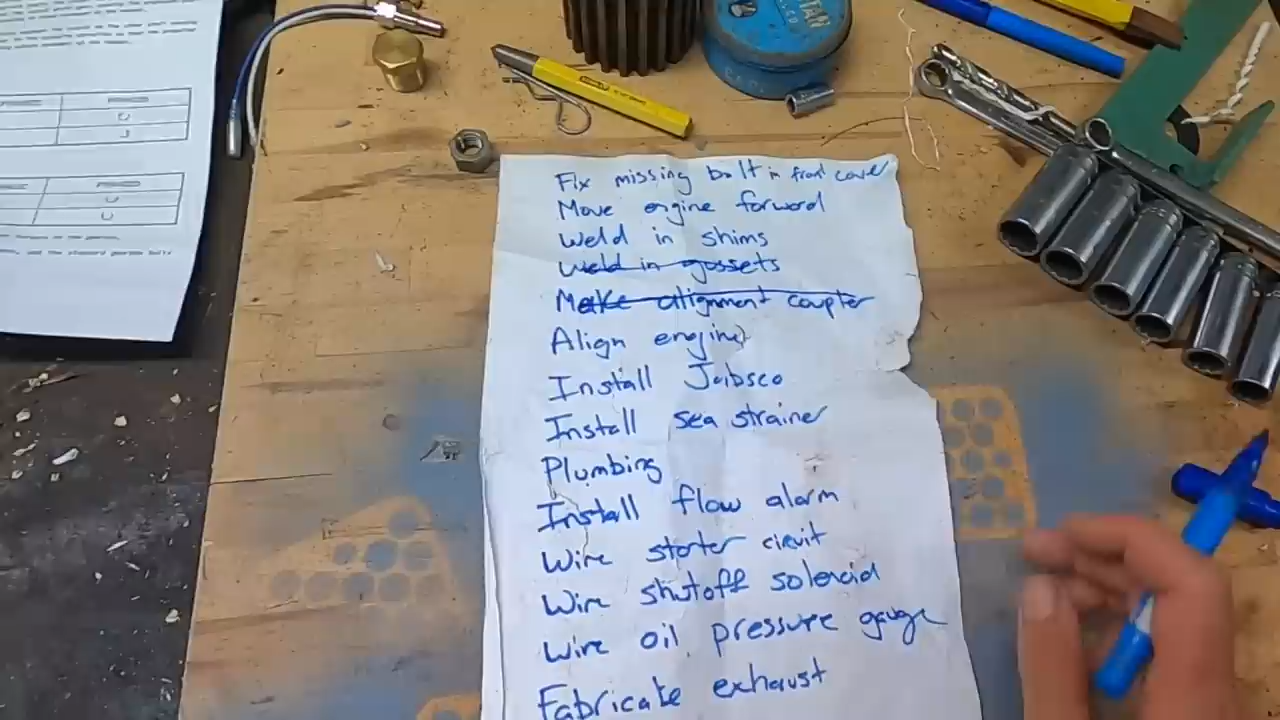 Fix missing bolt in front cover
Move engine forward
Weld in shims
Weld in gussets
Make alignment coupler
Align engine
Install Jabsco
Install sea strainer
Plumbing
Install flow alarm
Wire starter circuit
Wire shutoff solenoid
Wire oil pressure gauge
Fabricate exhaust